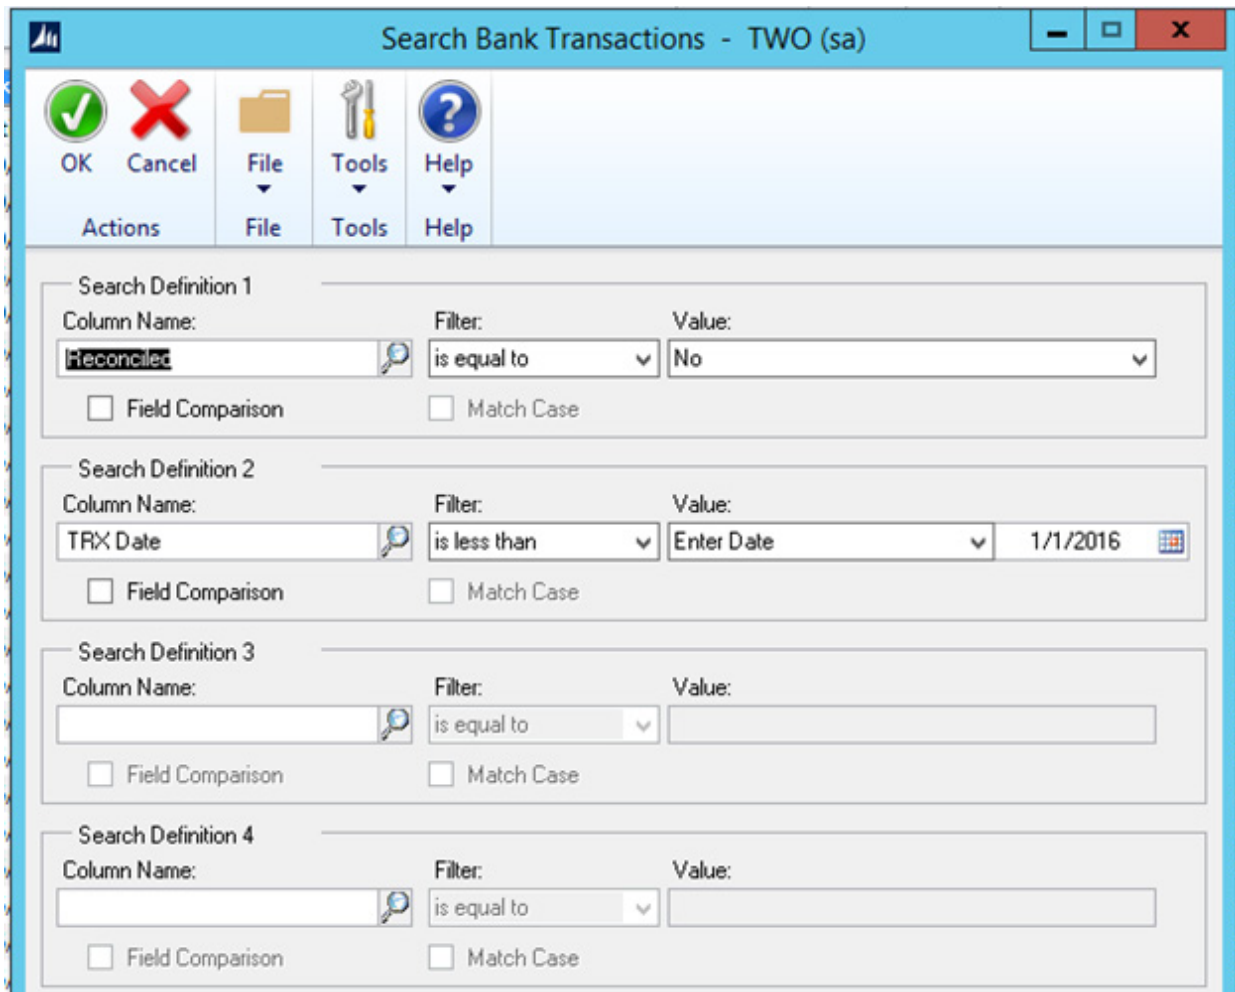 Search Bank Transactions - TWO (sa)
OK Cancel File Tools Help
Actions File Tools Help
Search Definition 1
Column Name: Filter: Value:
Reconciled is equal to No
Field Comparison Match Case
Search Definition 2
Column Name: Filter: Value:
TRX Date is less than Enter Date 1/1/2016
Field Comparison Match Case
Search Definition 3
Column Name: Filter: Value:
is equal to
Field Comparison Match Case
Search Definition 4
Column Name: Filter: Value:
is equal to
Field Comparison Match Case